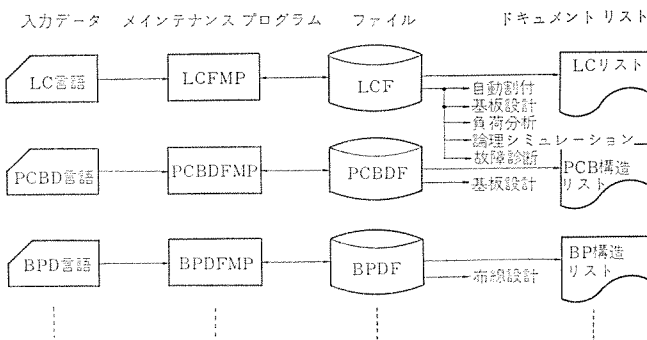 入力データ メインテナンス プログラム ファイル ドキュメント リスト
LC言語 LCFMP LCF LCリスト
自動割付
基板設計
負荷分析
論理シミュレーション
故障診断
PCBD言語 PCBDFMP PCBDF PCB構造
リスト
基板設計
BPD言語 BPDFMP BPDF BP構造
リスト
布線設計